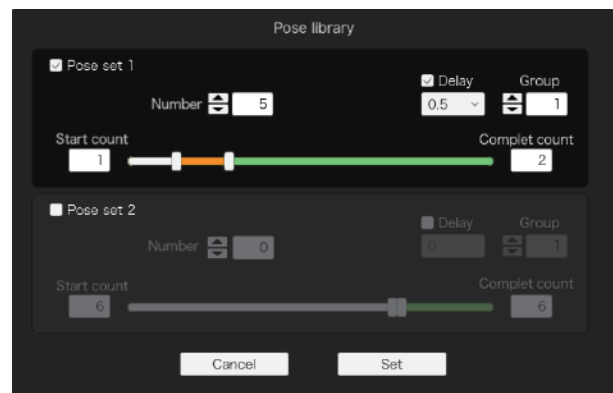 Pose library
Pose set 1
Delay Group
Number 5 0.5 1
Start count Complet count
1 2
Pose set 2
Delay Group
Number 0 0 1
Start count Complet count
6 6
Cancel Set